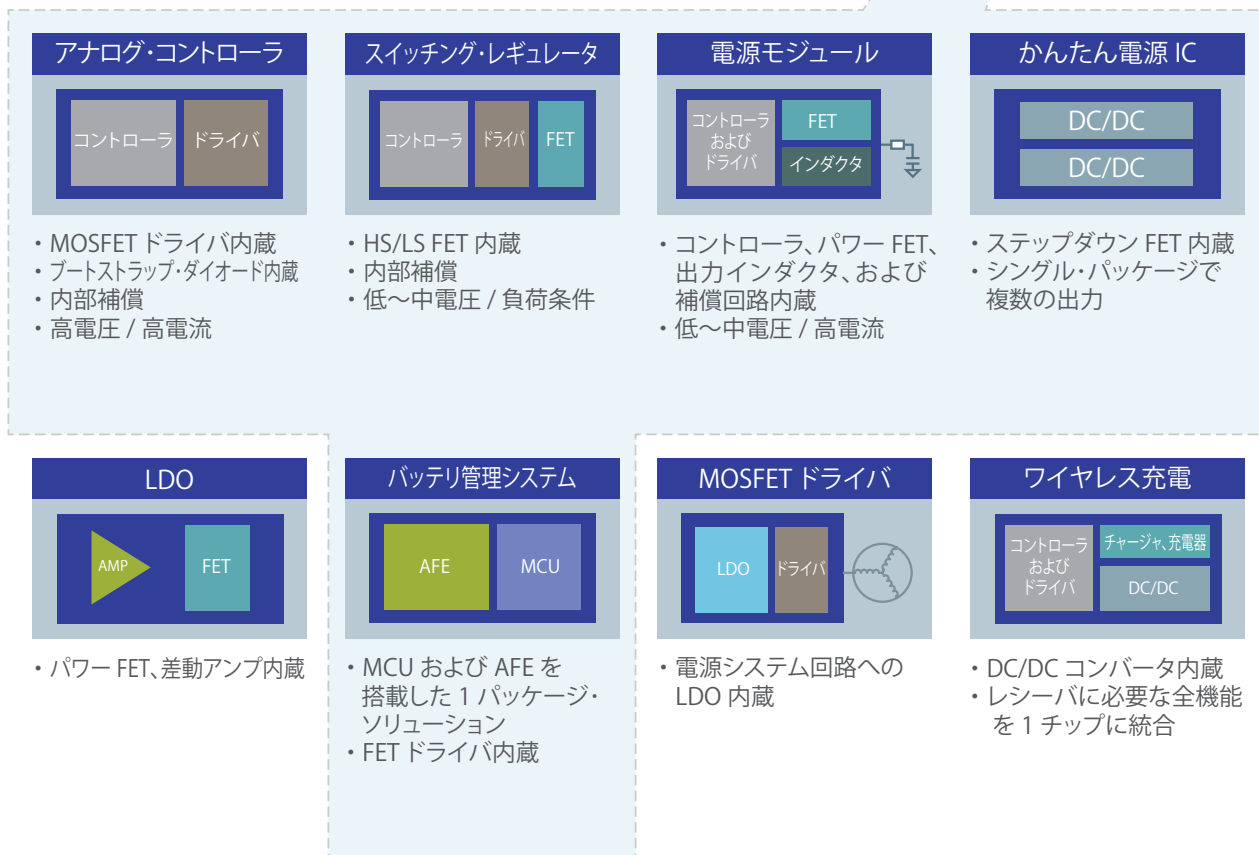 アナログ・コントローラ
コントローラ
ドライバ
・MOSFET ドライバ内蔵
・ブートストラップ・ダイオード内蔵
・内部補償
・高電圧 / 高電流
スイッチング・レギュレータ
コントローラ
ドライバ
FET
・HS/LS FET 内蔵
・内部補償
・低～中電圧 / 負荷条件
電源モジュール
コントローラ
および
ドライバ
FET
インダクタ
・コントローラ、パワー FET、
出力インダクタ、および
補償回路内蔵
・低～中電圧 / 高電流
かんたん電源 IC
DC/DC
DC/DC
・ステップダウン FET 内蔵
・シングル・パッケージで
複数の出力
LDO
AMP
FET
・パワー FET、差動アンプ内蔵
バッテリ管理システム
AFE
MCU
・MCU および AFE を
搭載した 1 パッケージ・
ソリューション
・FET ドライバ内蔵
MOSFET ドライバ
LDO
ドライバ
・電源システム回路への
LDO 内蔵
ワイヤレス充電
コントローラ
および
ドライバ
チャージャ、充電器
DC/DC
・DC/DC コンバータ内蔵
・レシーバに必要な全機能
を 1 チップに統合